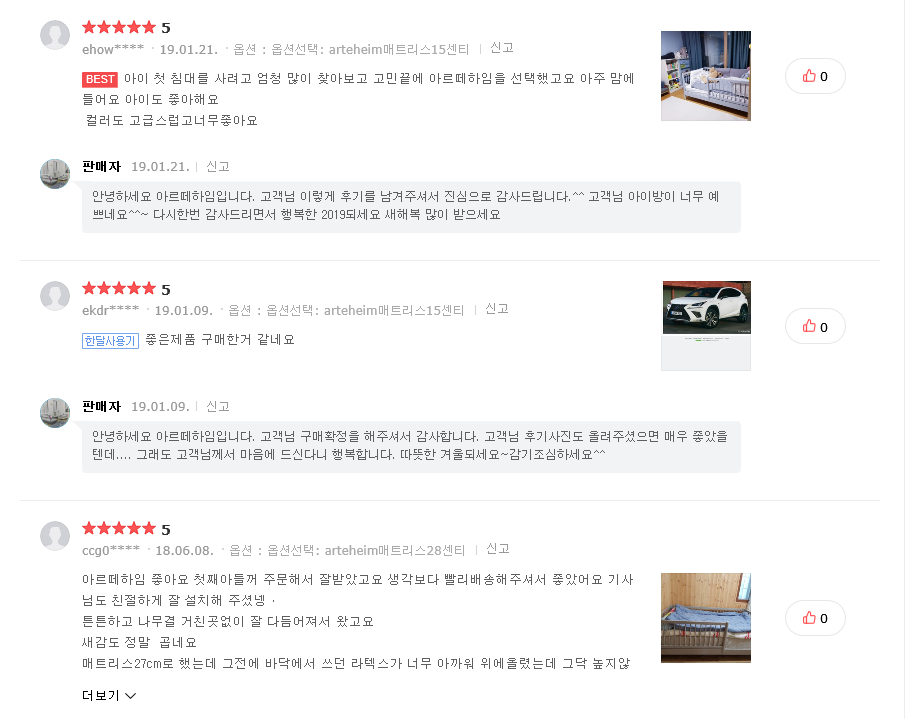 5
ehow**** · 19.01.21. · 옵션 : 옵션선택: arteheim매트리스15센티 | 신고
BEST 아이 첫 침대를 사려고 엄청 많이 찾아보고 고민끝에 아르떼하임을 선택했고요 아주 맘에
들어요 아이도 좋아해요
컬러도 고급스럽고너무좋아요
0
판매자 19.01.21. | 신고
안녕하세요 아르떼하임입니다. 고객님 이렇게 후기를 남겨주셔서 진심으로 감사드립니다.^^ 고객님 아이방이 너무 예
쁘네요^^~ 다시한번 감사드리면서 행복한 2019되세요 새해복 많이 받으세요
5
ekdr**** · 19.01.09. · 옵션 : 옵션선택: arteheim매트리스15센티 | 신고
한달사용기 좋은제품 구매한거 같네요
0
판매자 19.01.09. | 신고
안녕하세요 아르떼하임입니다. 고객님 구매확정을 해주셔서 감사합니다. 고객님 후기사진도 올려주셨으면 매우 좋았을
텐데.... 그래도 고객님께서 마음에 드신다니 행복합니다. 따뜻한 겨울되세요~감기조심하세요^^
5
ccg0**** · 18.06.08. · 옵션 : 옵션선택: arteheim매트리스28센티 | 신고
아르떼하임 좋아요 첫째아들꺼 주문해서 잘받았고요 생각보다 빨리배송해주셔서 좋았어요 기사
님도 친절하게 잘 설치해 주셨넹 ·
튼튼하고 나무결 거친곳없이 잘 다듬어져서 왔고요
색감도 정말  곱네요
매트리스27cm로 했는데 그전에 바닥에서 쓰던 라텍스가 너무 아까워 위에올렸는데 그닥 높지않
0
더보기